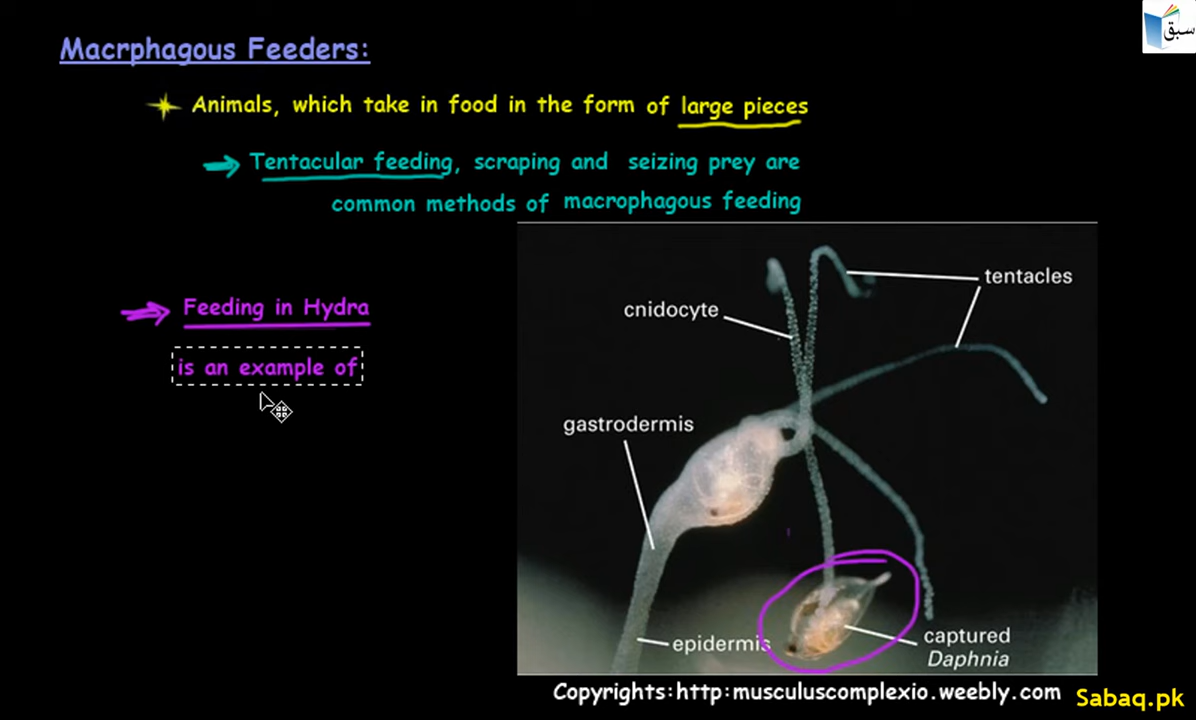 سبق
Macrphagous Feeders:
Animals, which take in food in the form of large pieces
Tentacular feeding, scraping and seizing prey are
common methods of macrophagous feeding
Feeding in Hydra
is an example of
tentacles
cnidocyte
gastrodermis
epidermis
captured
Daphnia
Copyrights:http:musculuscomplexio.weebly.com
Sabaq.pk